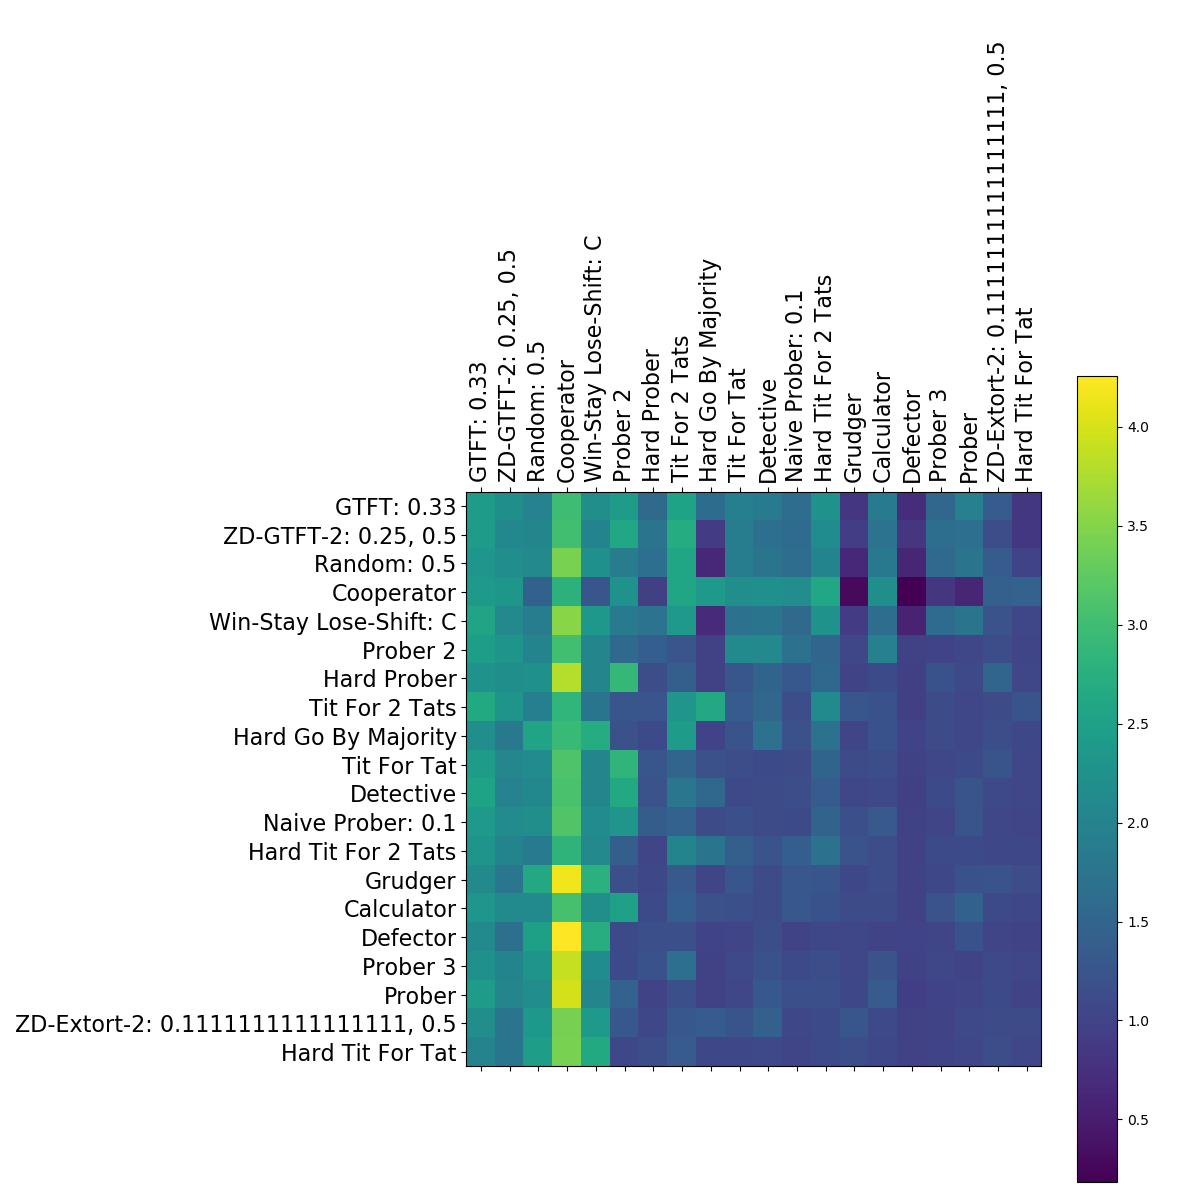 GTFT: 0.33
ZD-GTFT-2: 0.25, 0.5
Random: 0.5
Cooperator
Win-Stay Lose-Shift: C
Prober 2
Hard Prober
Tit For 2 Tats
Hard Go By Majority
Tit For Tat
Detective
Naive Prober: 0.1
Hard Tit For 2 Tats
Grudger
Calculator
Defector
Prober 3
Prober
ZD-Extort-2: 0.1111111111111111, 0.5
Hard Tit For Tat
GTFT: 0.33
ZD-GTFT-2: 0.25, 0.5
Random: 0.5
Cooperator
Win-Stay Lose-Shift: C
Prober 2
Hard Prober
Tit For 2 Tats
Hard Go By Majority
Tit For Tat
Detective
Naive Prober: 0.1
Hard Tit For 2 Tats
Grudger
Calculator
Defector
Prober 3
Prober
ZD-Extort-2: 0.1111111111111111, 0.5
Hard Tit For Tat
4.0
3.5
3.0
2.5
2.0
1.5
1.0
0.5